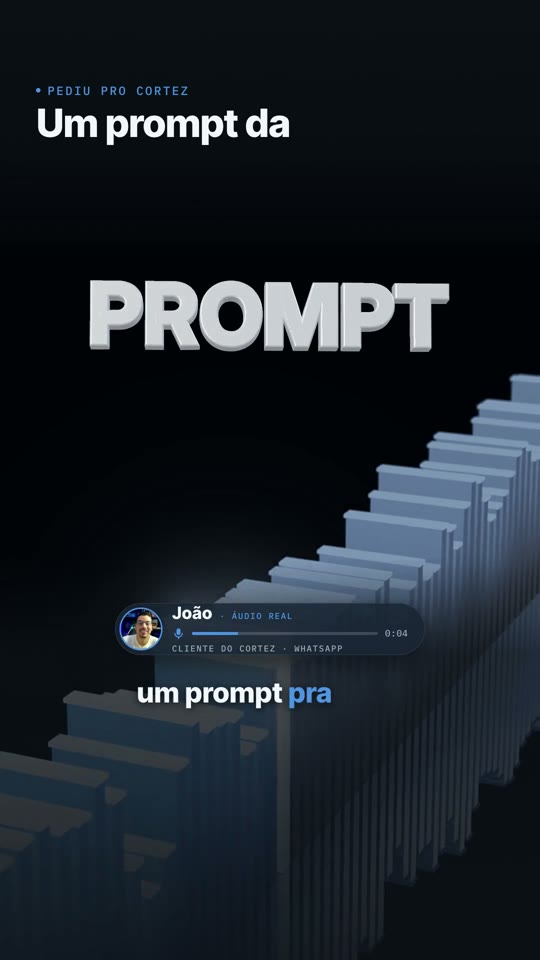 • PEDIU PRO CORTEZ
Um prompt da
PROMPT
João · ÁUDIO REAL
0:04
CLIENTE DO CORTEZ · WHATSAPP
um prompt pra